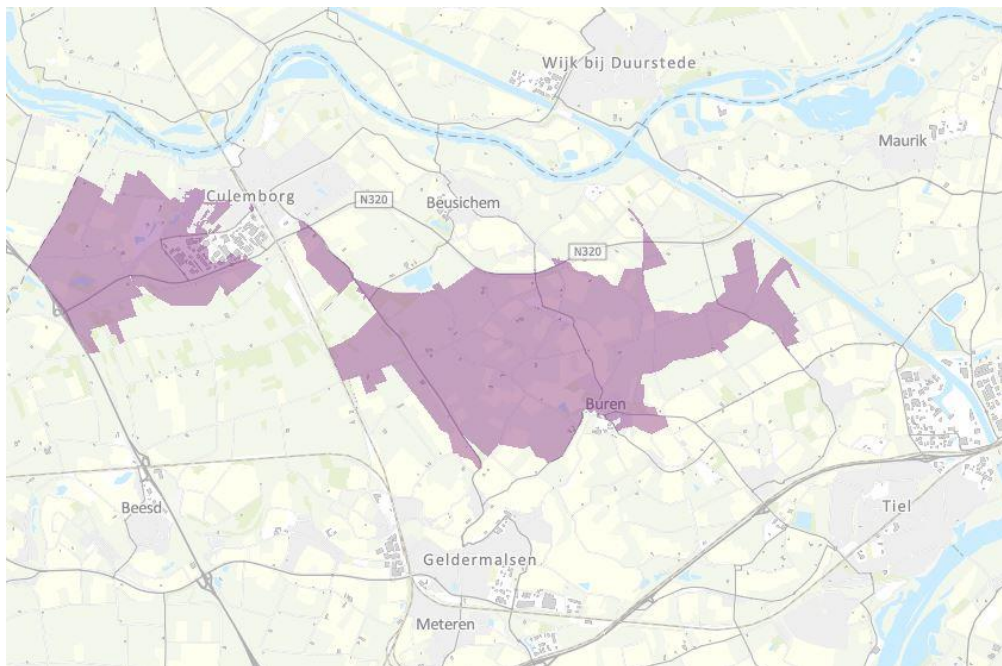 Wijk bij Duurstede
Maurik
Culemborg
N320
Beusichem
N320
Buren
Beesd
Tiel
Geldermalsen
Meteren